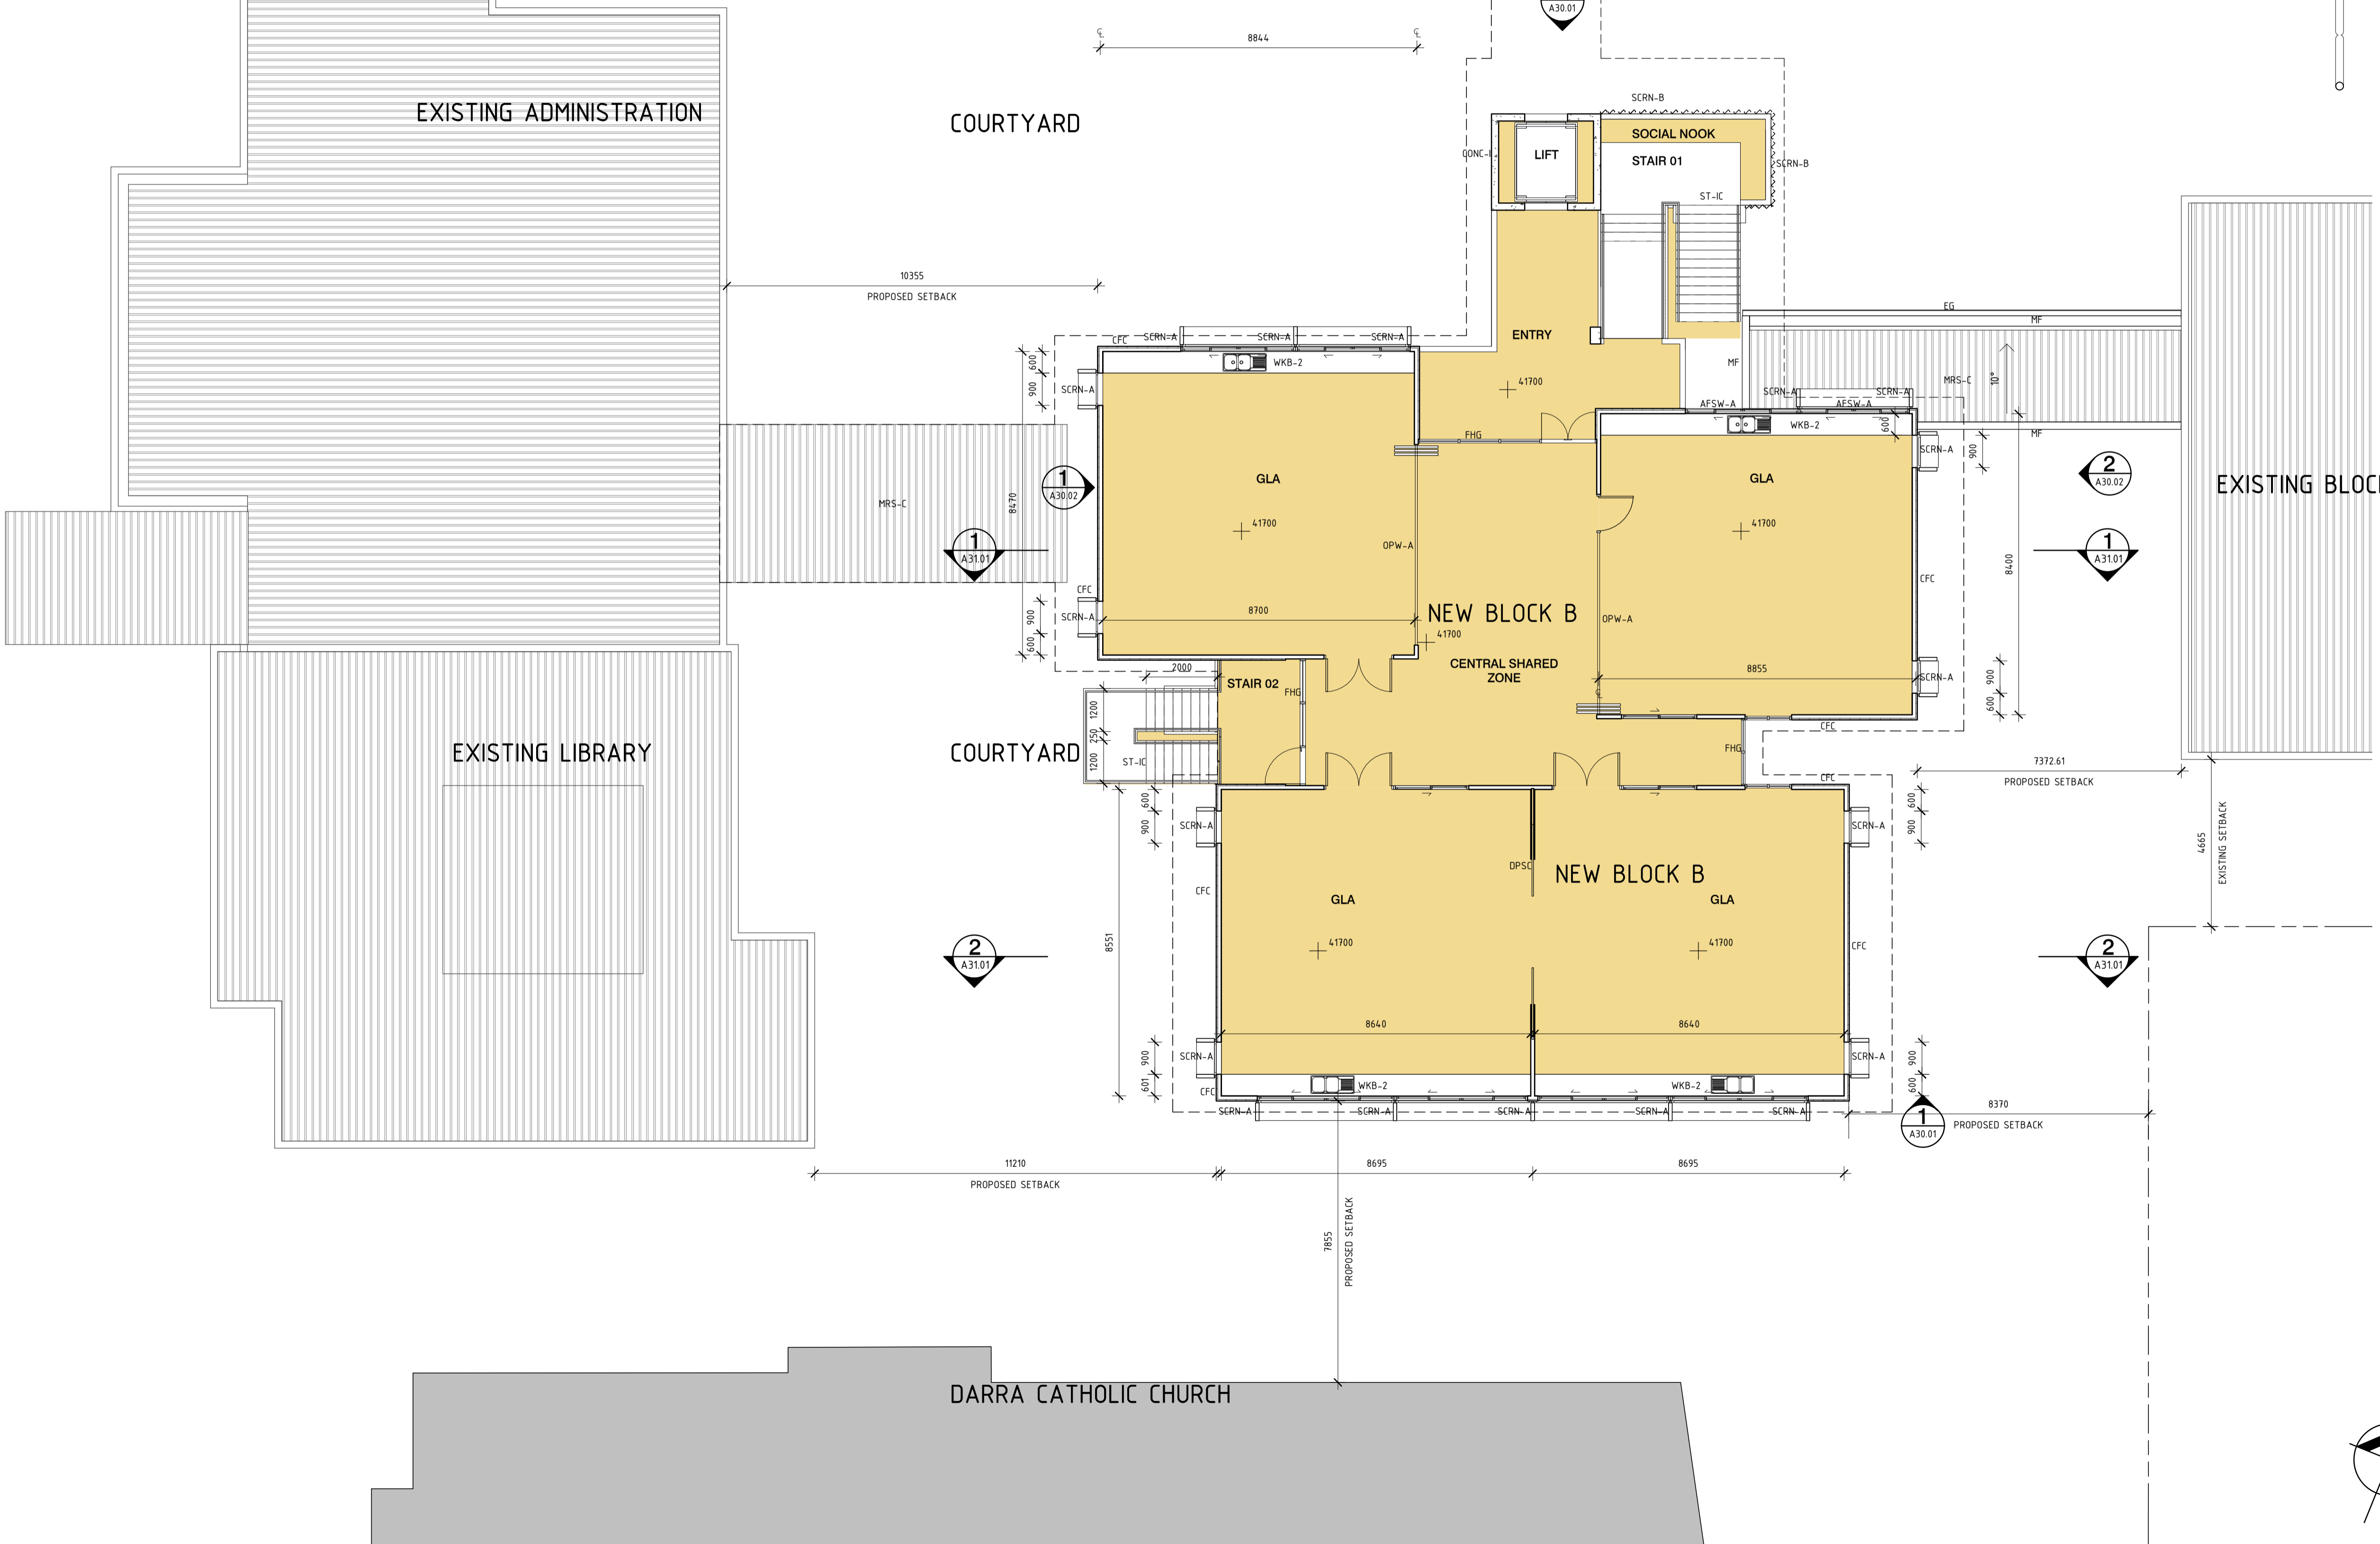 A30.01
8844
EXISTING ADMINISTRATION
COURTYARD
SCRN-B
SOCIAL NOOK
LIFT
STAIR 01
SCRN-B
ST-IC
10355
PROPOSED SETBACK
EG
MF
CFC
SCRN-A
SCRN-A
SCRN-A
ENTRY
WKB-2
MF
MRS-C
10°
600
900
SCRN-A
41700
SCRN-A
SCRN-A
AFSW-A
AFSW-A
WKB-2
600
MF
FHG
SCRN-A
900
GLA
GLA
1
A30.02
2
A30.02
EXISTING BLOC
MRS-C
8470
41700
41700
OPW-A
1
A31.01
1
A31.01
8400
CFC
CFC
900
SCRN-A
600
8700
NEW BLOCK B
OPW-A
41700
CENTRAL SHARED
ZONE
8855
2000
STAIR 02
FHG
SCRN-A
900
600
1200
250
1200
CFC
EXISTING LIBRARY
COURTYARD
ST-IC
FHG
7372.61
PROPOSED SETBACK
CFC
600
900
SCRN-A
SCRN-A
600
900
4665
EXISTING SETBACK
DPSC
NEW BLOCK B
CFC
GLA
GLA
8551
41700
41700
CFC
2
A31.01
2
A31.01
8640
8640
900
601
SCRN-A
SCRN-A
900
600
CFC
WKB-2
WKB-2
SCRN-A
SCRN-A
SCRN-A
SCRN-A
SCRN-A
1
A30.01
8370
PROPOSED SETBACK
11210
PROPOSED SETBACK
8695
8695
7855
PROPOSED SETBACK
DARRA CATHOLIC CHURCH